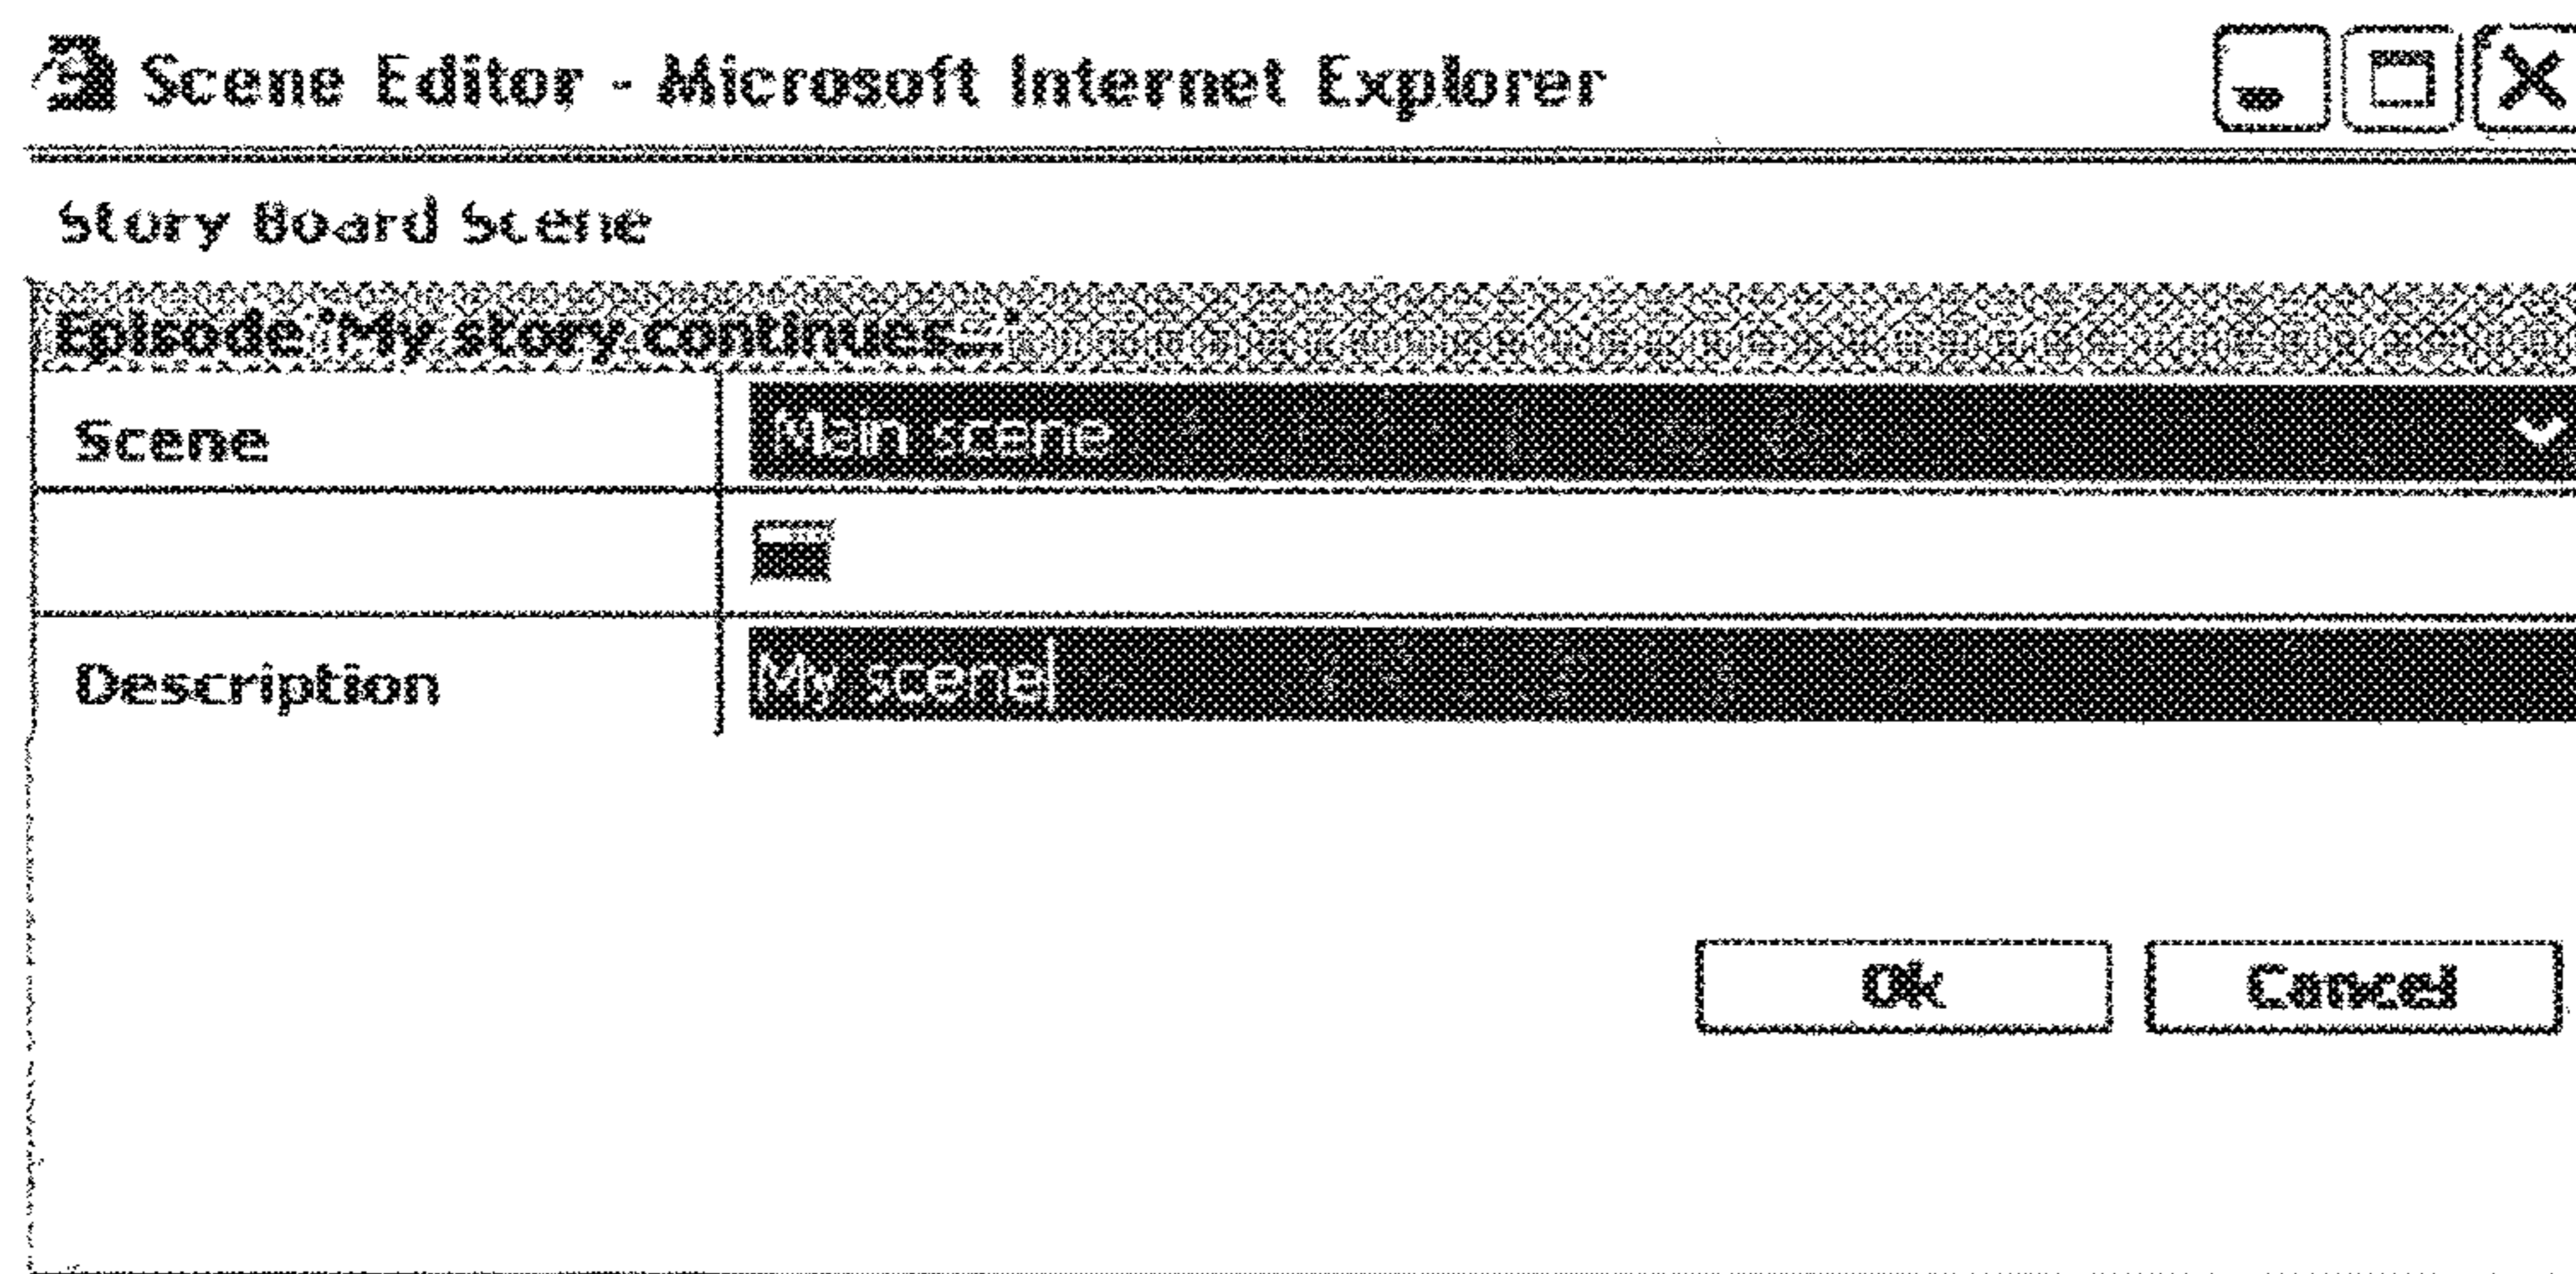 Scene Editor - Microsoft Internet Explorer
Story Board Scene
Episode 'My story continues...'
Scene
Main scene
Description
My scene
Ok
Cancel